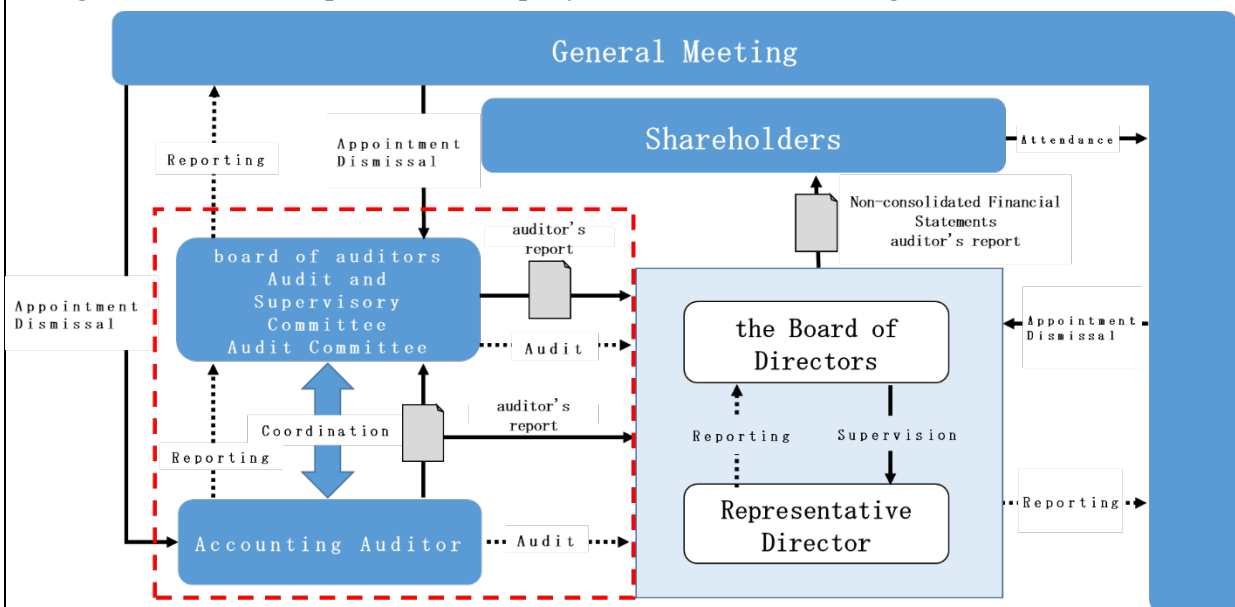 General Meeting
Shareholders
Attendance
Reporting
Appointment
Dismissal
Non-consolidated Financial
Statements
auditor's report
board of auditors
Audit and
Supervisory
Committee
Audit Committee
auditor's
report
Audit
Appointment
Dismissal
the Board of
Directors
Appointment
Dismissal
Coordination
Reporting
auditor's
report
Reporting
Supervision
Accounting Auditor
Audit
Representative
Director
Reporting